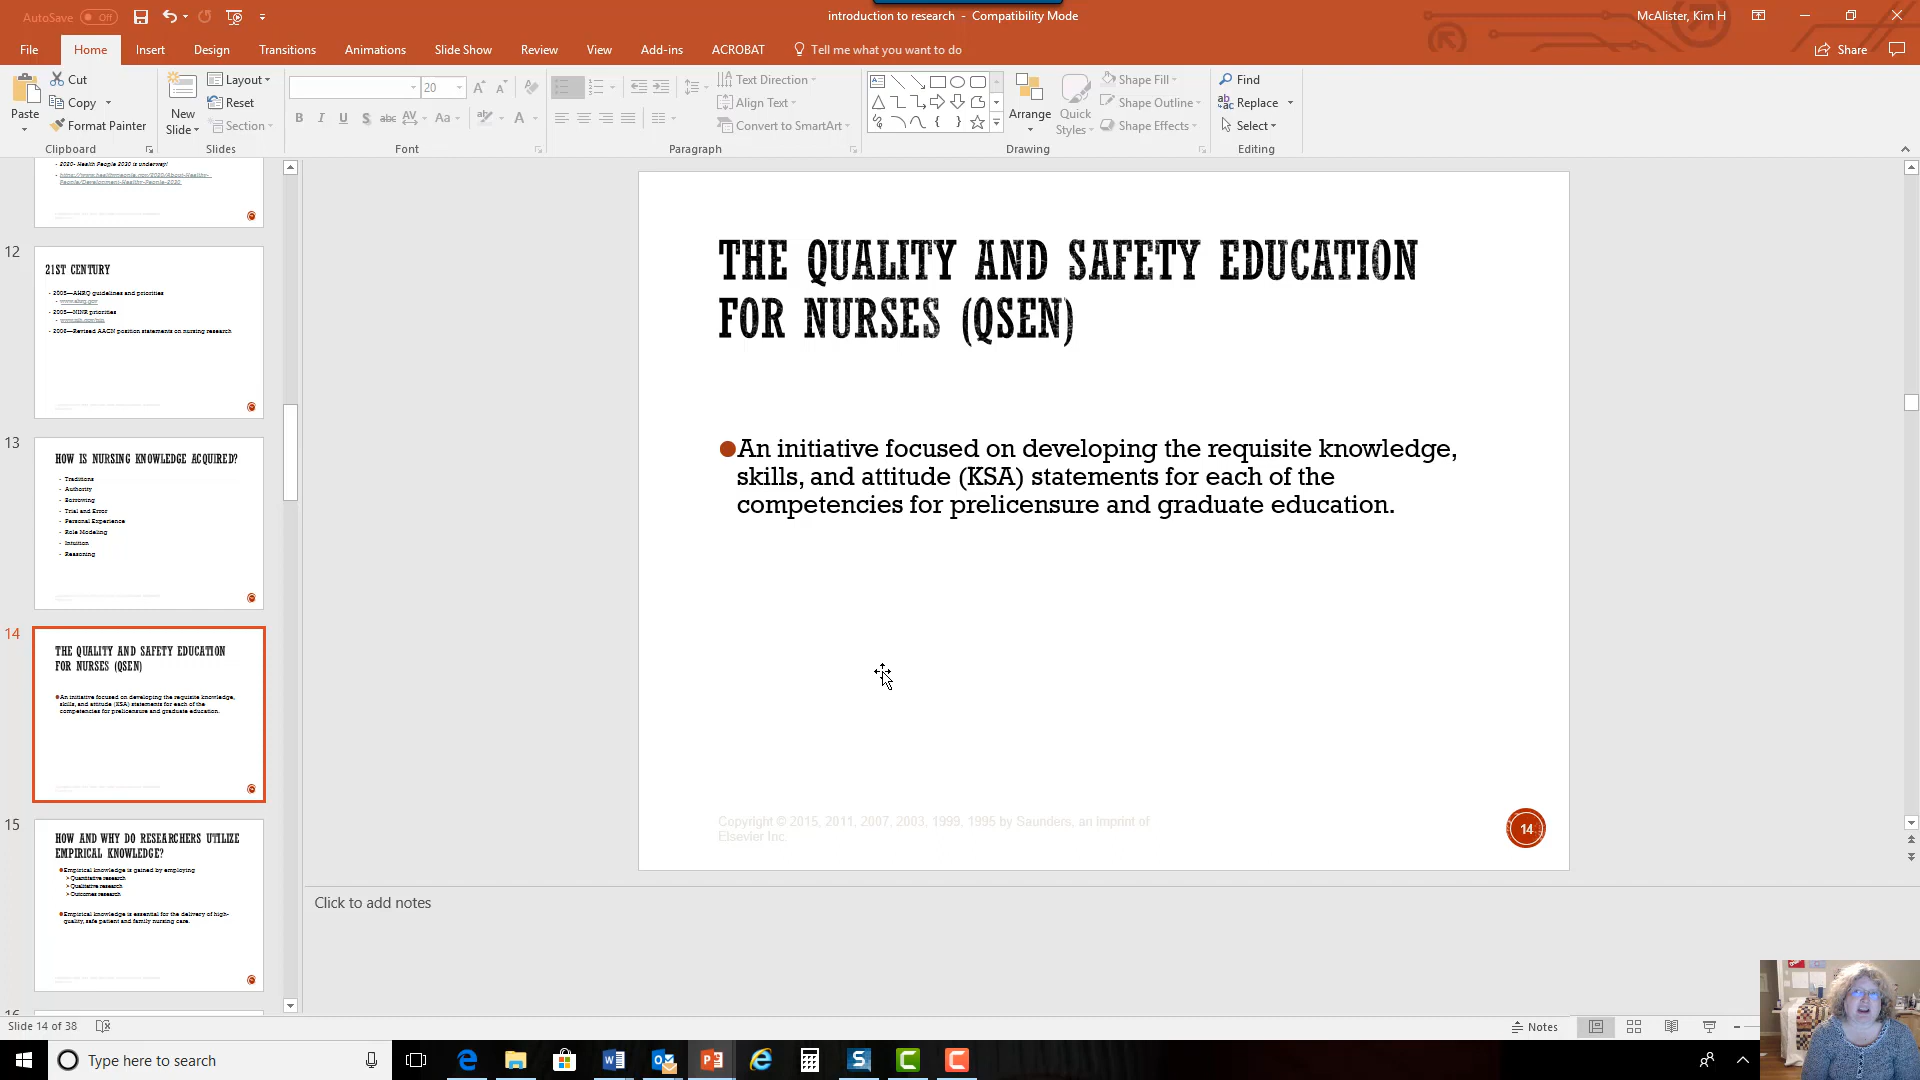 AutoSave Off
introduction to research - Compatibility Mode
McAlister, Kim H
File Home Insert Design Transitions Animations Slide Show Review View Add-ins ACROBAT Tell me what you want to do
Share
Paste
Cut
Copy
Format Painter
Clipboard
New
Slide
Layout
Reset
Section
Slides
20
B I U S abc AV Aa A
Font
Text Direction
Align Text
Convert to SmartArt
Paragraph
Arrange
Quick
Styles
Shape Fill
Shape Outline
Shape Effects
Drawing
Find
Replace
Select
Editing
2020- Health People 2030 is underway!
12
21ST CENTURY
2005—AHRQ guidelines and priorities
www.ahrq.gov
2005—NINR priorities
2006—Revised AACN position statements on nursing research
13
HOW IS NURSING KNOWLEDGE ACQUIRED?
- Traditions
- Authority
- Borrowing
- Trial and Error
- Personal Experience
- Role Modeling
- Intuition
- Reasoning
14
THE QUALITY AND SAFETY EDUCATION
FOR NURSES (QSEN)
An initiative focused on developing the requisite knowledge,
skills, and attitude (KSA) statements for each of the
competencies for prelicensure and graduate education.
15
HOW AND WHY DO RESEARCHERS UTILIZE
EMPIRICAL KNOWLEDGE?
Empirical knowledge is gained by employing
Quantitative research
Qualitative research
Outcomes research
Empirical knowledge is essential for the delivery of high-
quality, safe patient and family nursing care.
THE QUALITY AND SAFETY EDUCATION
FOR NURSES (QSEN)
An initiative focused on developing the requisite knowledge,
skills, and attitude (KSA) statements for each of the
competencies for prelicensure and graduate education.
Copyright © 2015, 2011, 2007, 2003, 1999, 1995 by Saunders, an imprint of
Elsevier Inc.
14
Click to add notes
Slide 14 of 38
Notes
Type here to search